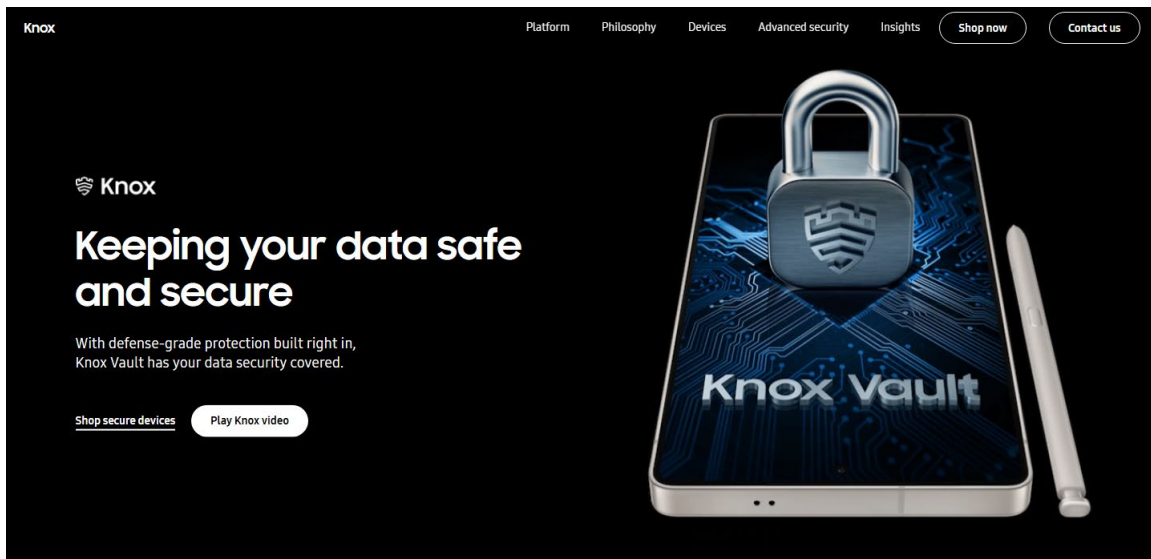 Knox
Platform
Philosophy
Devices
Advanced security
Insights
Shop now
Contact us
Knox
Keeping your data safe
and secure
With defense-grade protection built right in,
Knox Vault has your data security covered.
Shop secure devices
Play Knox video
Knox Vault